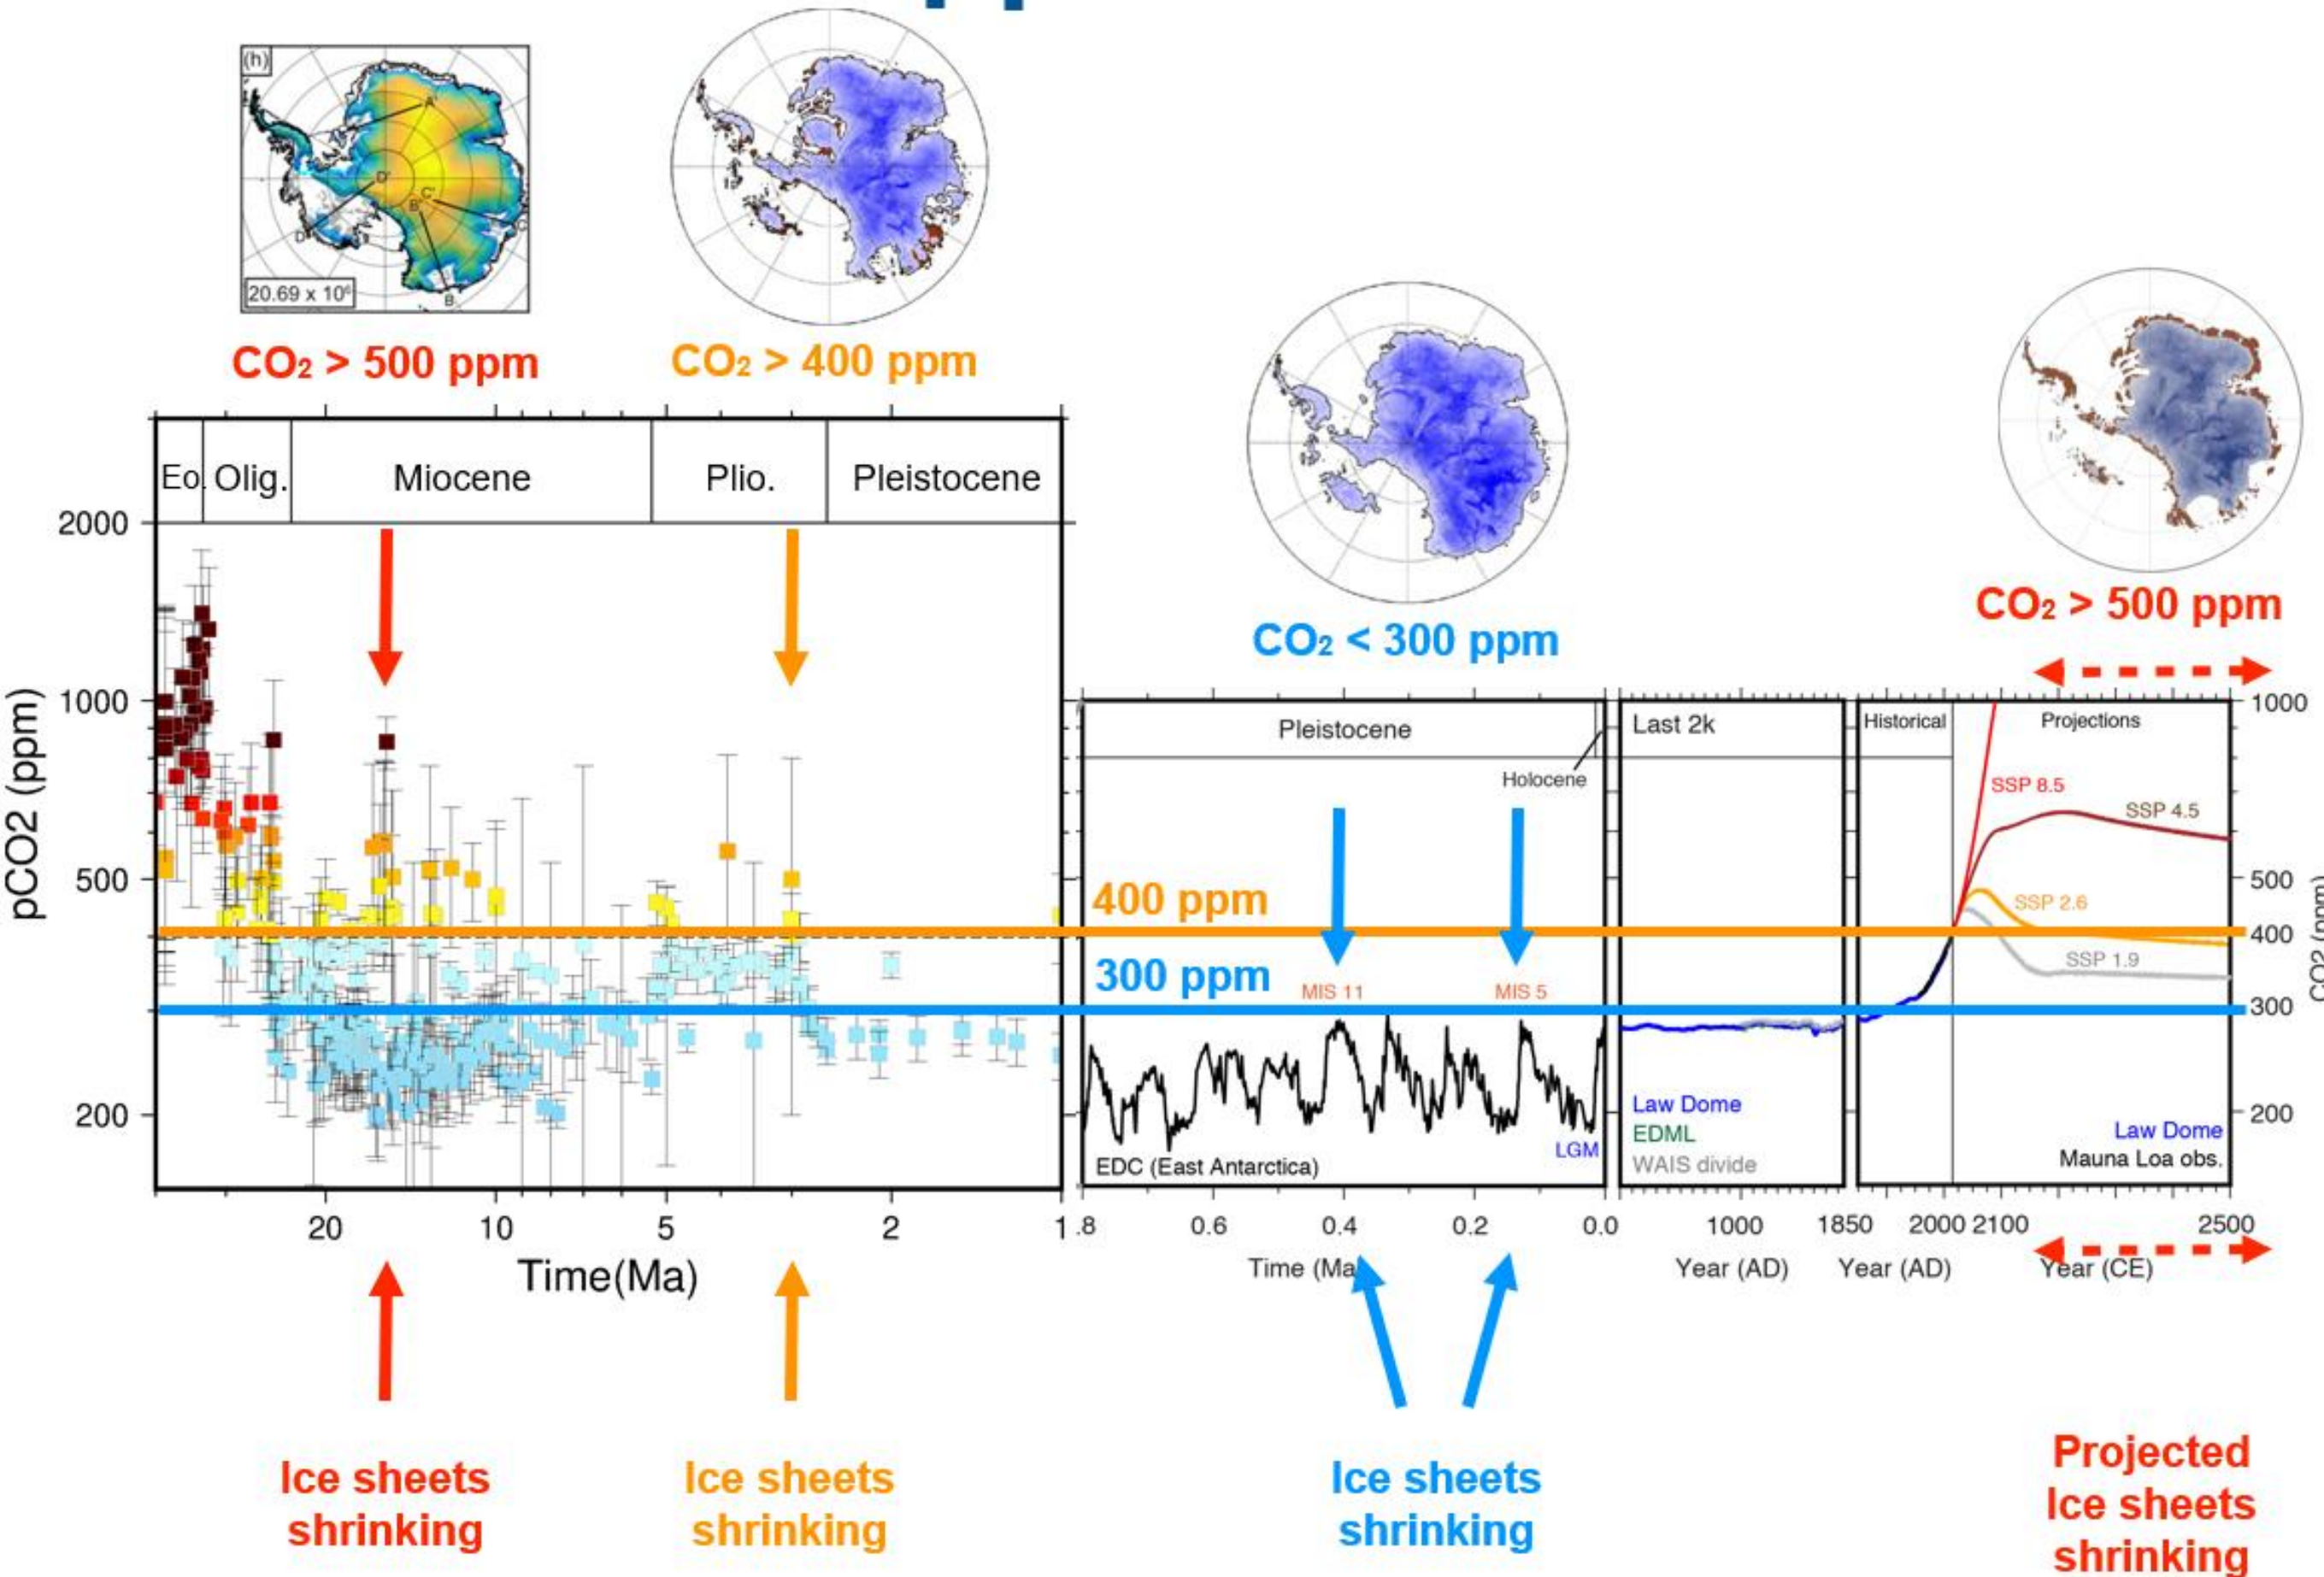 (h)
A'
D'
C'
B'
D
C
B
20.69 x 10⁶
CO₂ > 500 ppm
CO₂ > 400 ppm
CO₂ < 300 ppm
CO₂ > 500 ppm
Eo.
Olig.
Miocene
Plio.
Pleistocene
2000
1000
500
200
pCO2 (ppm)
20
10
5
2
1
Time(Ma)
Pleistocene
Holocene
400 ppm
300 ppm
MIS 11
MIS 5
LGM
EDC (East Antarctica)
.8
0.6
0.4
0.2
0.0
Time (Ma
Last 2k
Law Dome
EDML
WAIS divide
1000
1850
Year (AD)
Historical
Projections
SSP 8.5
SSP 4.5
SSP 2.6
SSP 1.9
Law Dome
Mauna Loa obs.
1000
500
400
300
200
CO2 (ppm)
2000
2100
2500
Year (AD)
Year (CE)
Ice sheets
shrinking
Ice sheets
shrinking
Ice sheets
shrinking
Projected
Ice sheets
shrinking